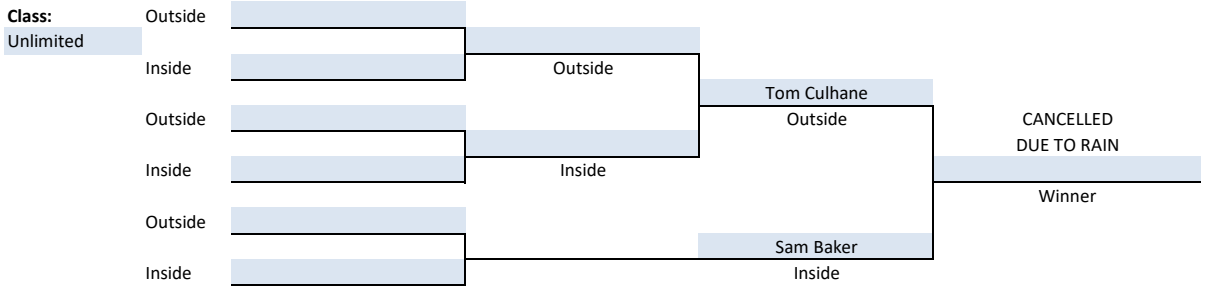 Class:
Outside
Unlimited
Inside
Outside
Tom Culhane
Outside
Outside
CANCELLED
DUE TO RAIN
Inside
Inside
Winner
Outside
Sam Baker
Inside
Inside